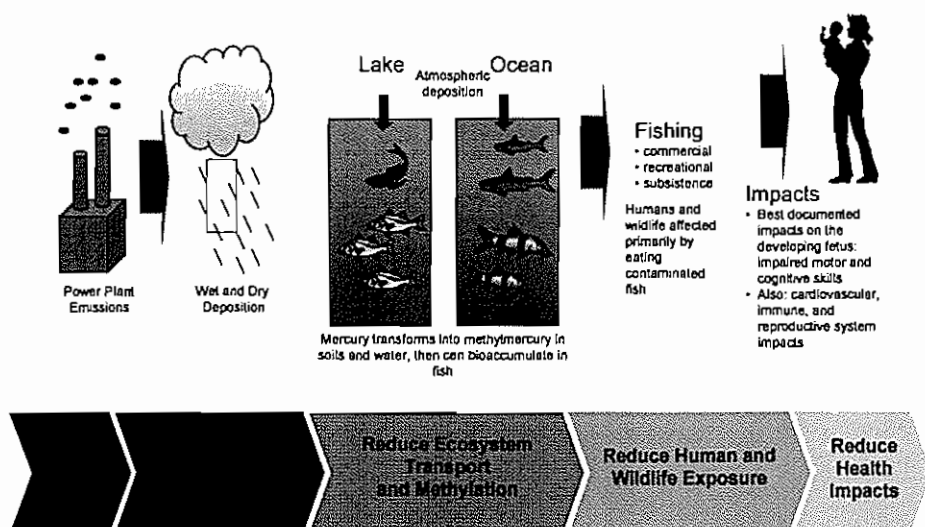 Lake
Ocean
Atmospheric
deposition
Power Plant
Emissions
Wet and Dry
Deposition
Mercury transforms into methylmercury in
soils and water, then can bioaccumulate in
fish
Fishing
• commercial
• recreational
• subsistence
Humans and
wildlife affected
primarily by
eating
contaminated
fish
Impacts
• Best documented
impacts on the
developing fetus:
impaired motor and
cognitive skills
• Also: cardiovascular,
immune, and
reproductive system
impacts
Reduce Ecosystem
Transport
and Methylation
Reduce Human and
Wildlife Exposure
Reduce
Health
Impacts